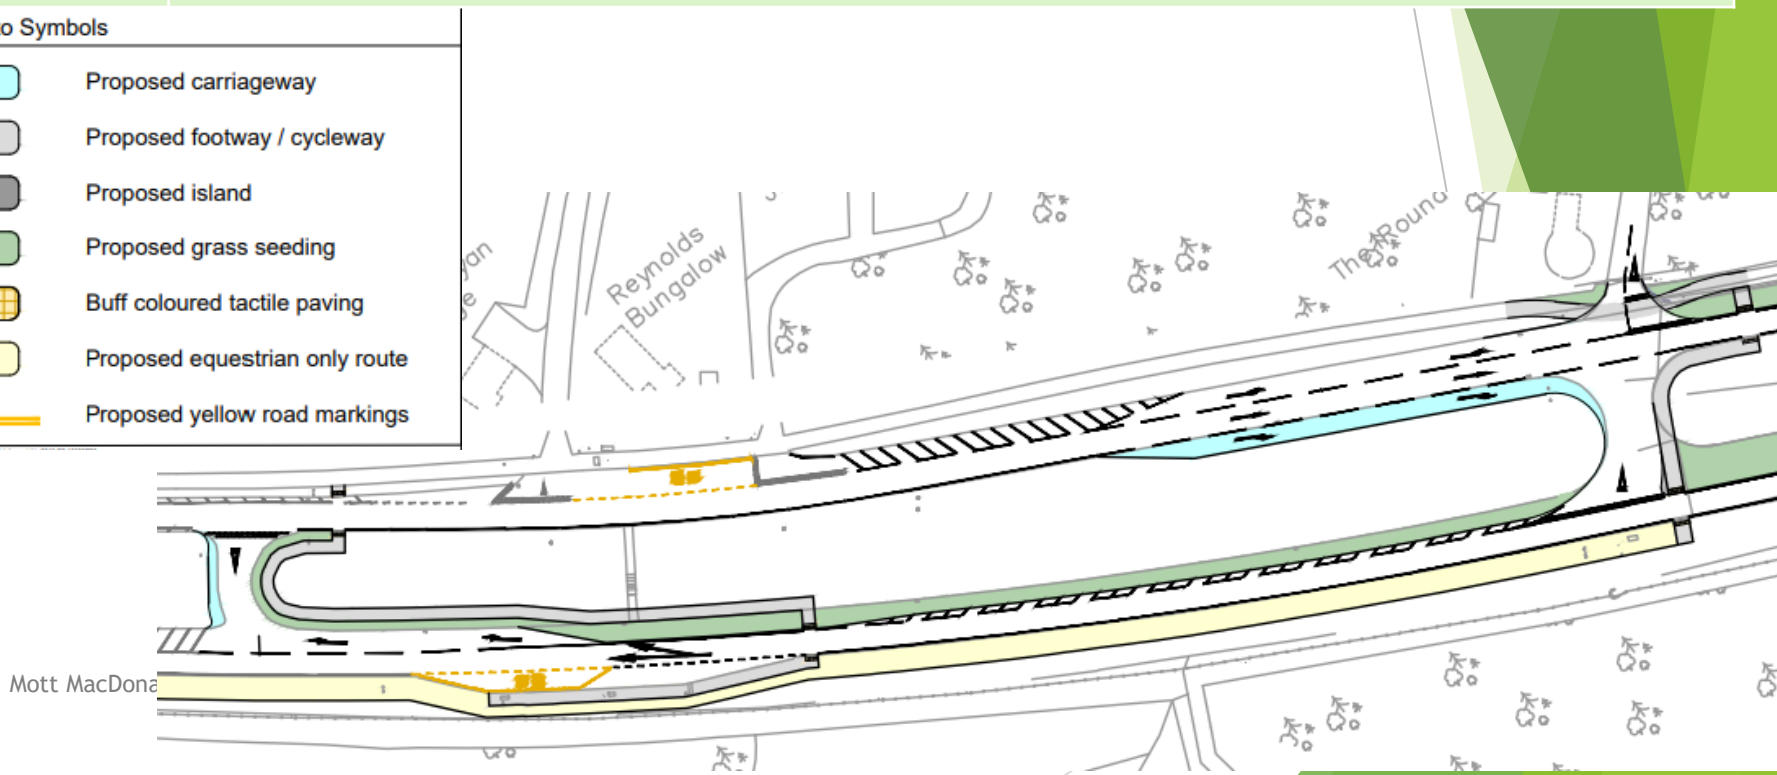 to Symbols
Proposed carriageway
Proposed footway / cycleway
Proposed island
Proposed grass seeding
Buff coloured tactile paving
Proposed equestrian only route
Proposed yellow road markings
Reynolds
Bungalow
The Round
Mott MacDona